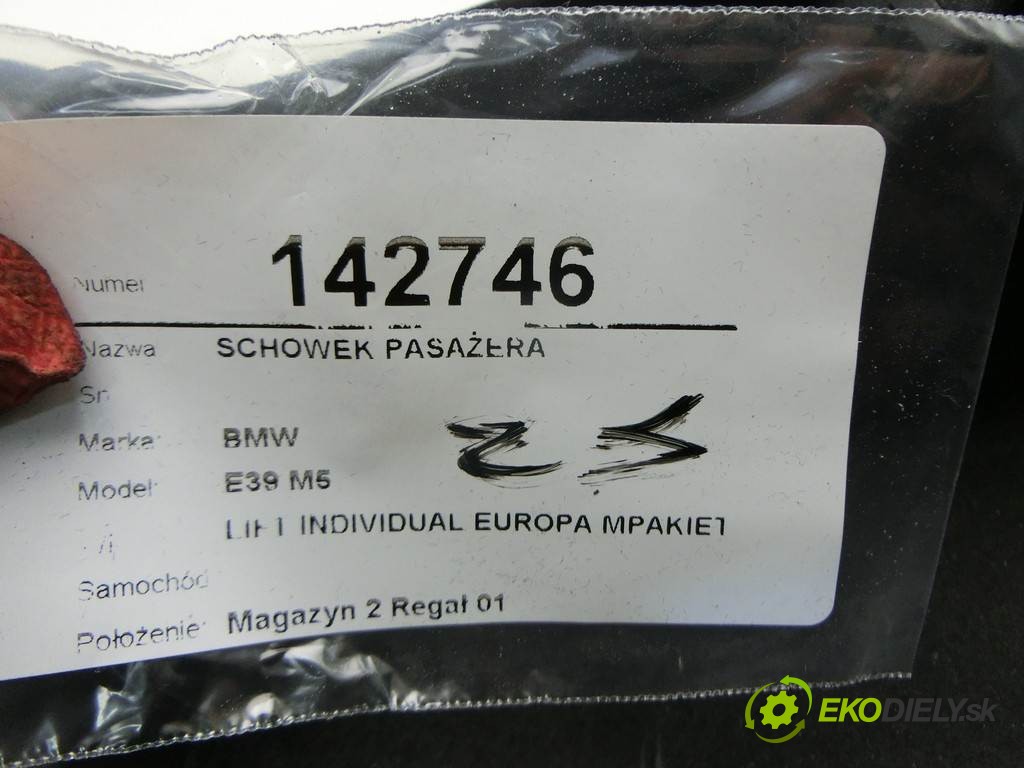 Numer 142746
Nazwa SCHOWEK PASAŻERA
Sn
Marka: BMW
Model: E39 M5
LIFT INDIVIDUAL EUROPA MPAKIET
Samochód
Położenie: Magazyn 2 Regał 01
EKODIELY.sk